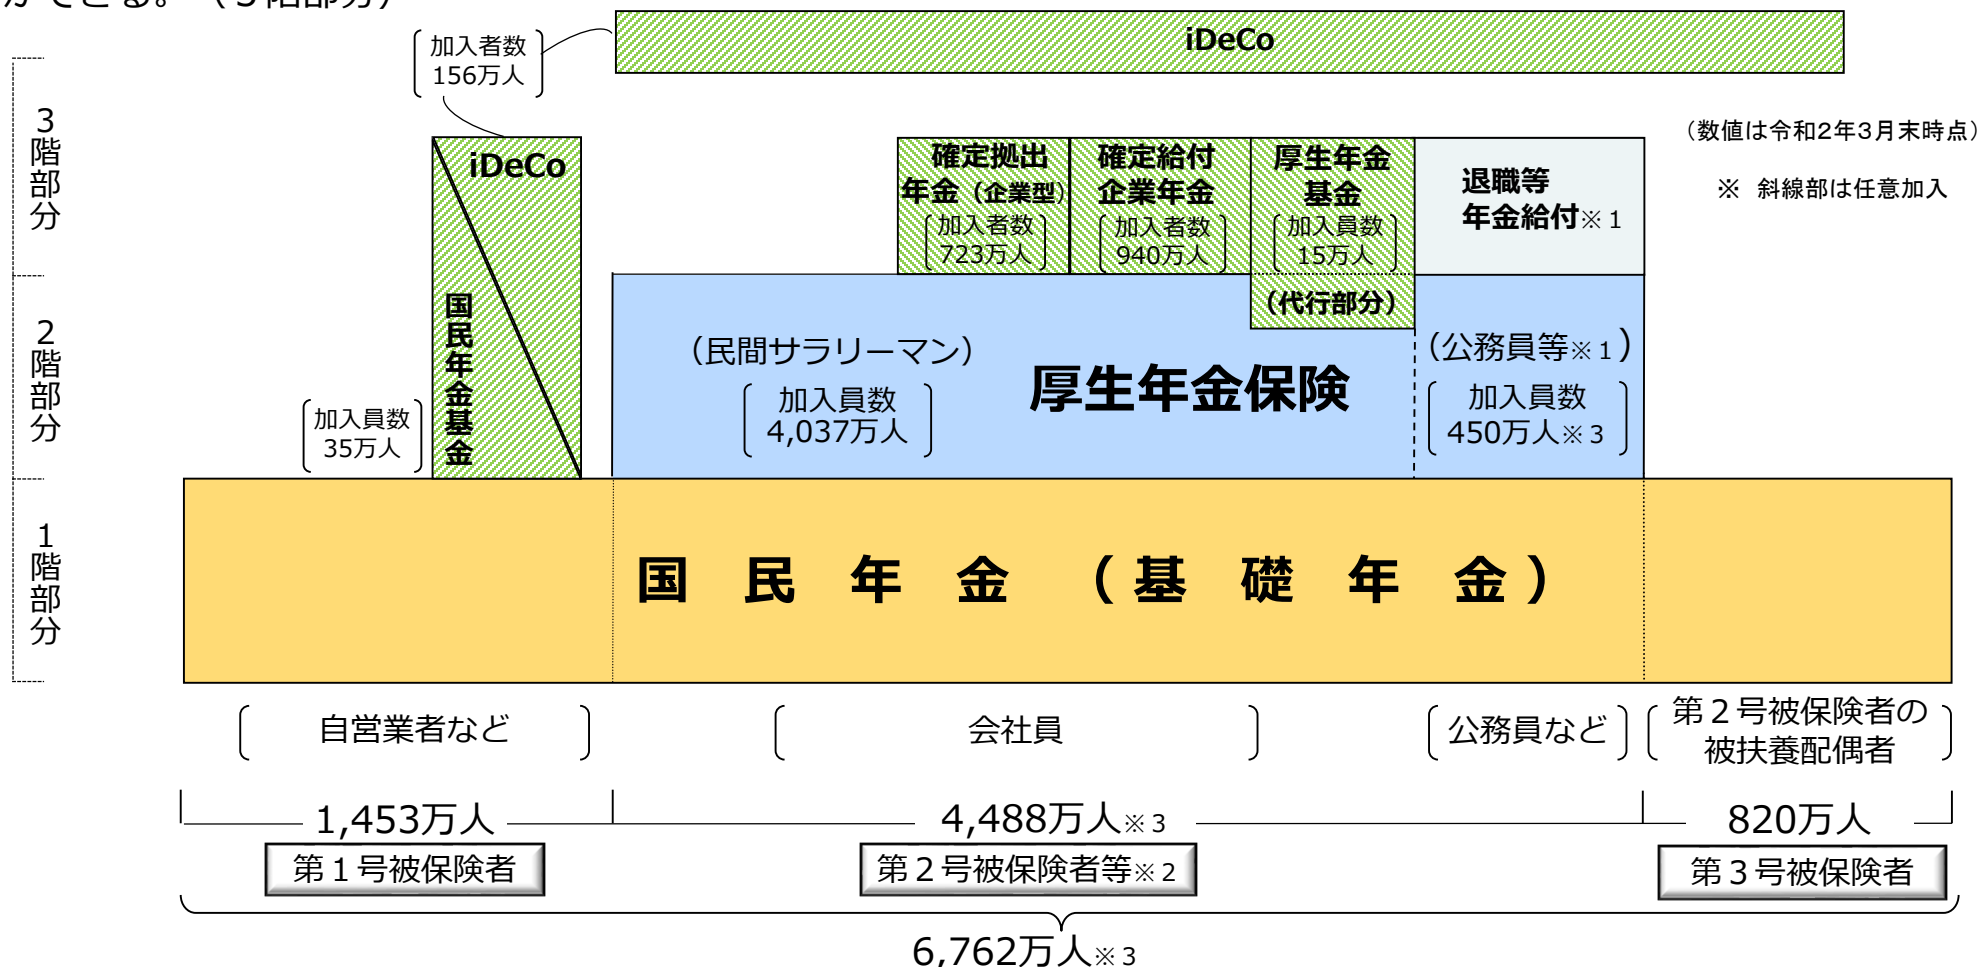 ができる。（３階部分）
iDeCo
加入者数
156万人
（数値は令和2年3月末時点）
※ 斜線部は任意加入
３階部分
iDeCo
国民年金基金
加入員数
35万人
確定拠出
年金（企業型）
加入者数
723万人
確定給付
企業年金
加入者数
940万人
厚生年金
基金
加入員数
15万人
（代行部分）
退職等
年金給付※１
２階部分
（民間サラリーマン）
加入員数
4,037万人
厚生年金保険
（公務員等※１）
加入員数
450万人※３
１階部分
国民年金（基礎年金）
自営業者など
会社員
公務員など
第２号被保険者の
被扶養配偶者
1,453万人
4,488万人※３
820万人
第１号被保険者
第２号被保険者等※２
第３号被保険者
6,762万人※３